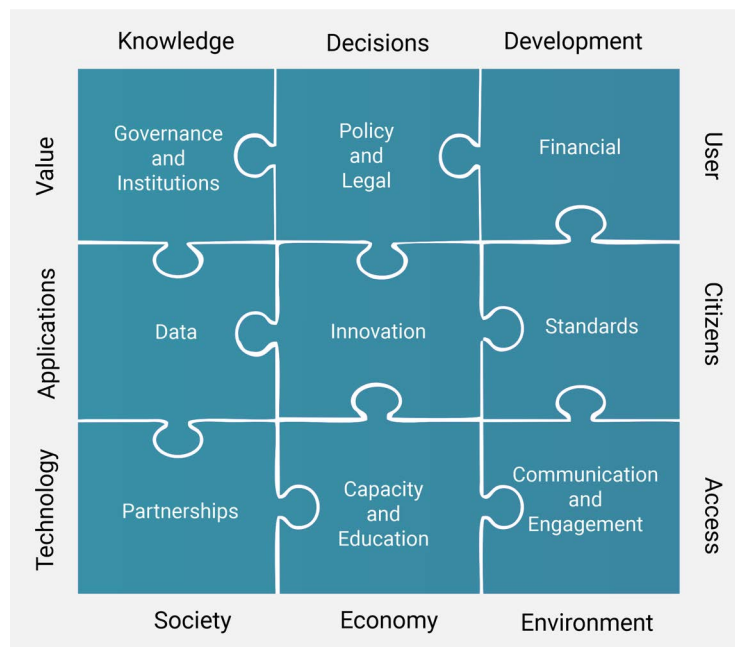 Knowledge
Decisions
Development
Value
Governance
and
Institutions
Policy
and
Legal
Financial
User
Applications
Data
Innovation
Standards
Citizens
Technology
Partnerships
Capacity
and
Education
Communication
and
Engagement
Access
Society
Economy
Environment